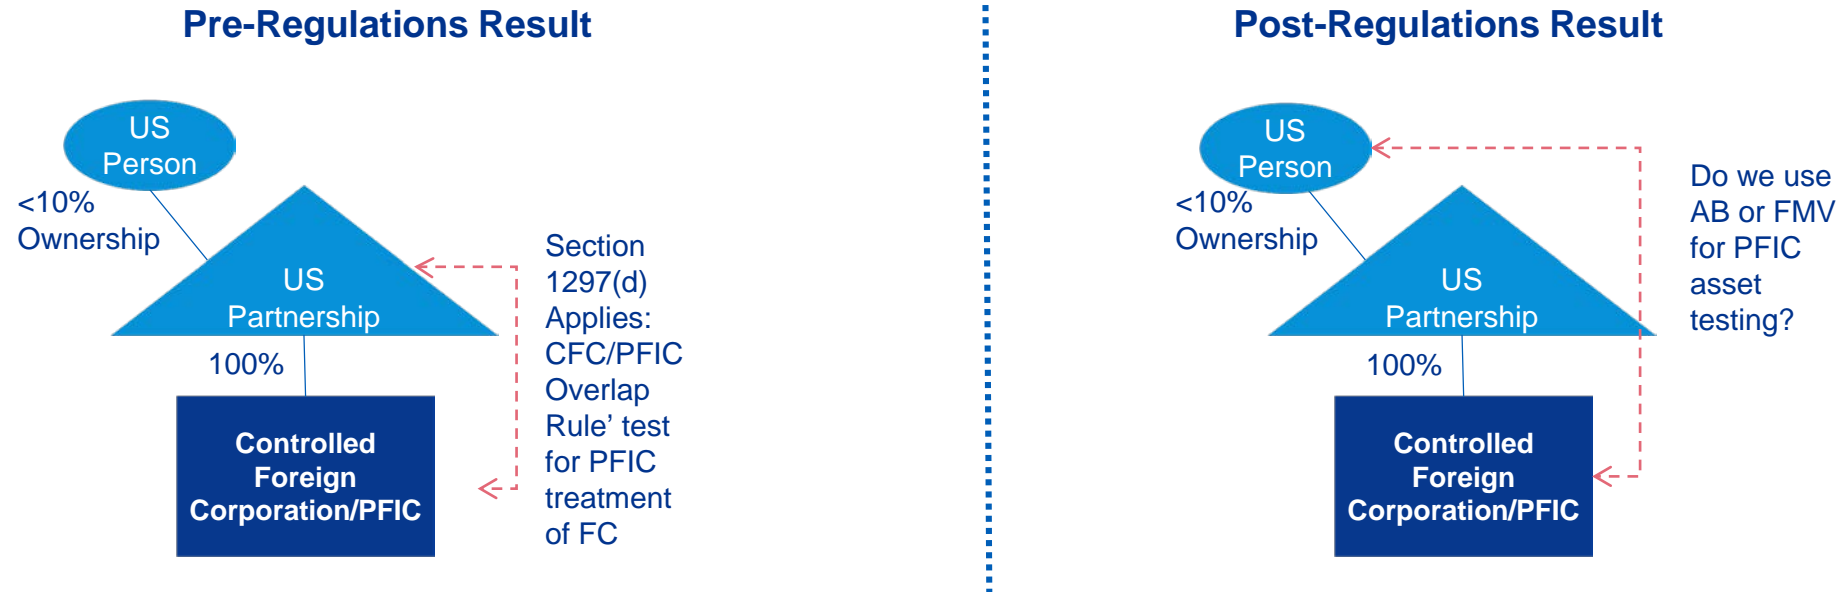 Pre-Regulations Result
US
Person
<10%
Ownership
US
Partnership
100%
Controlled
Foreign
Corporation/PFIC
Section
1297(d)
Applies:
CFC/PFIC
Overlap
Rule’ test
for PFIC
treatment
of FC
Post-Regulations Result
US
Person
<10%
Ownership
US
Partnership
100%
Controlled
Foreign
Corporation/PFIC
Do we use
AB or FMV
for PFIC
asset
testing?